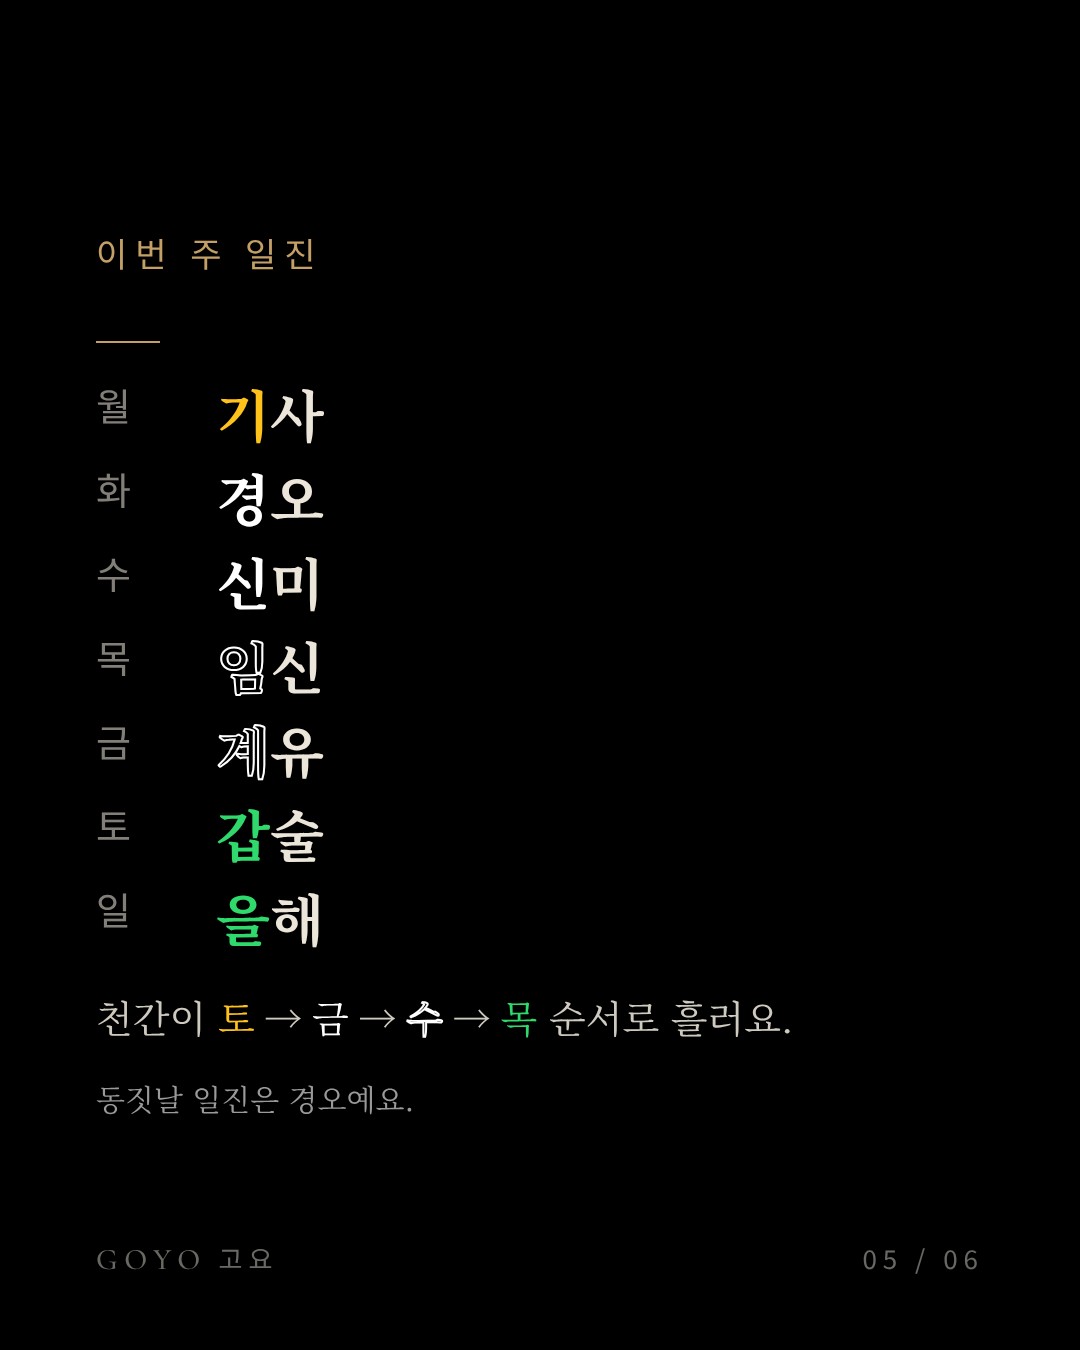 이번 주 일진
월 기사
화 경오
수 신미
목 임신
금 계유
토 갑술
일 을해
천간이 토 → 금 → 수 → 목 순서로 흘러요.
동짓날 일진은 경오예요.
GOYO 고요 05 / 06